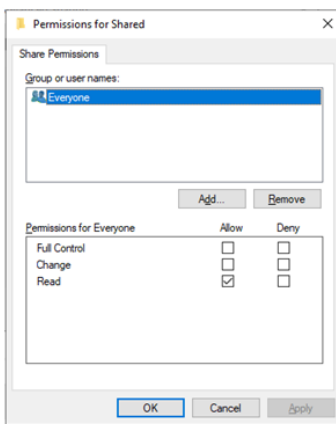 Permissions for Shared
Share Permissions
Group or user names:
Everyone
Add... Remove
Permissions for Everyone Allow Deny
Full Control
Change
Read
OK Cancel Apply